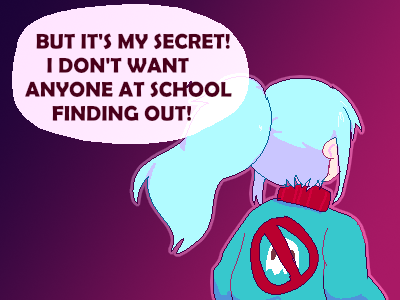 BUT IT'S MY SECRET!
I DON'T WANT
ANYONE AT SCHOOL
FINDING OUT!